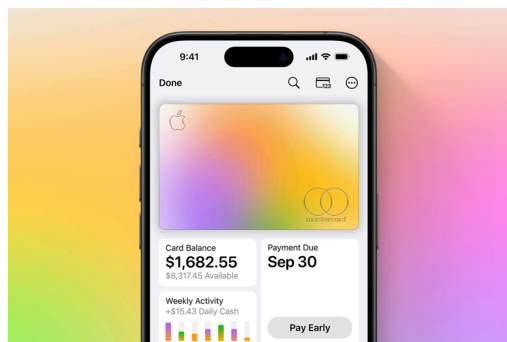 9:41
Done
123
mastercard
Card Balance
$1,682.55
$8,317.45 Available
Payment Due
Sep 30
Pay Early
Weekly Activity
+$15.43 Daily Cash